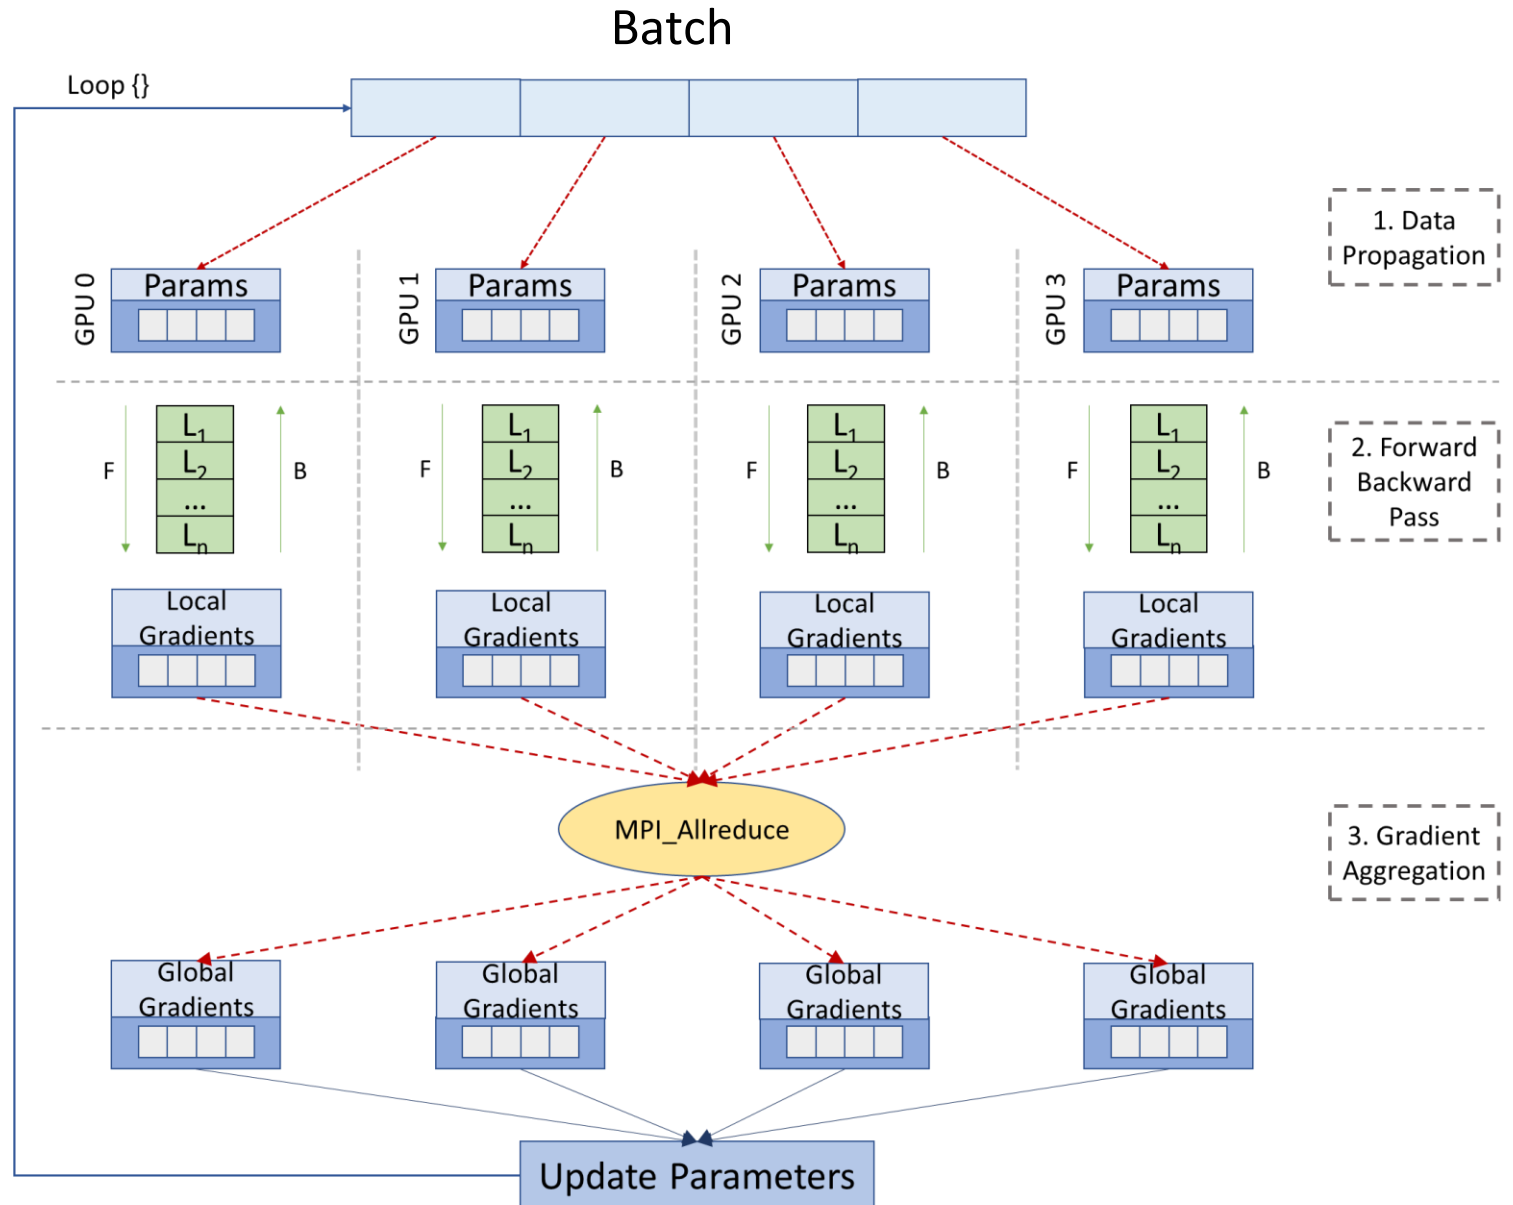 Batch
Loop {}
1. Data
Propagation
GPU 0
Params
GPU 1
Params
GPU 2
Params
GPU 3
Params
F
L1
L2
...
Ln
B
F
L1
L2
...
Ln
B
F
L1
L2
...
Ln
B
F
L1
L2
...
Ln
B
2. Forward
Backward
Pass
Local
Gradients
Local
Gradients
Local
Gradients
Local
Gradients
MPI_Allreduce
3. Gradient
Aggregation
Global
Gradients
Global
Gradients
Global
Gradients
Global
Gradients
Update Parameters